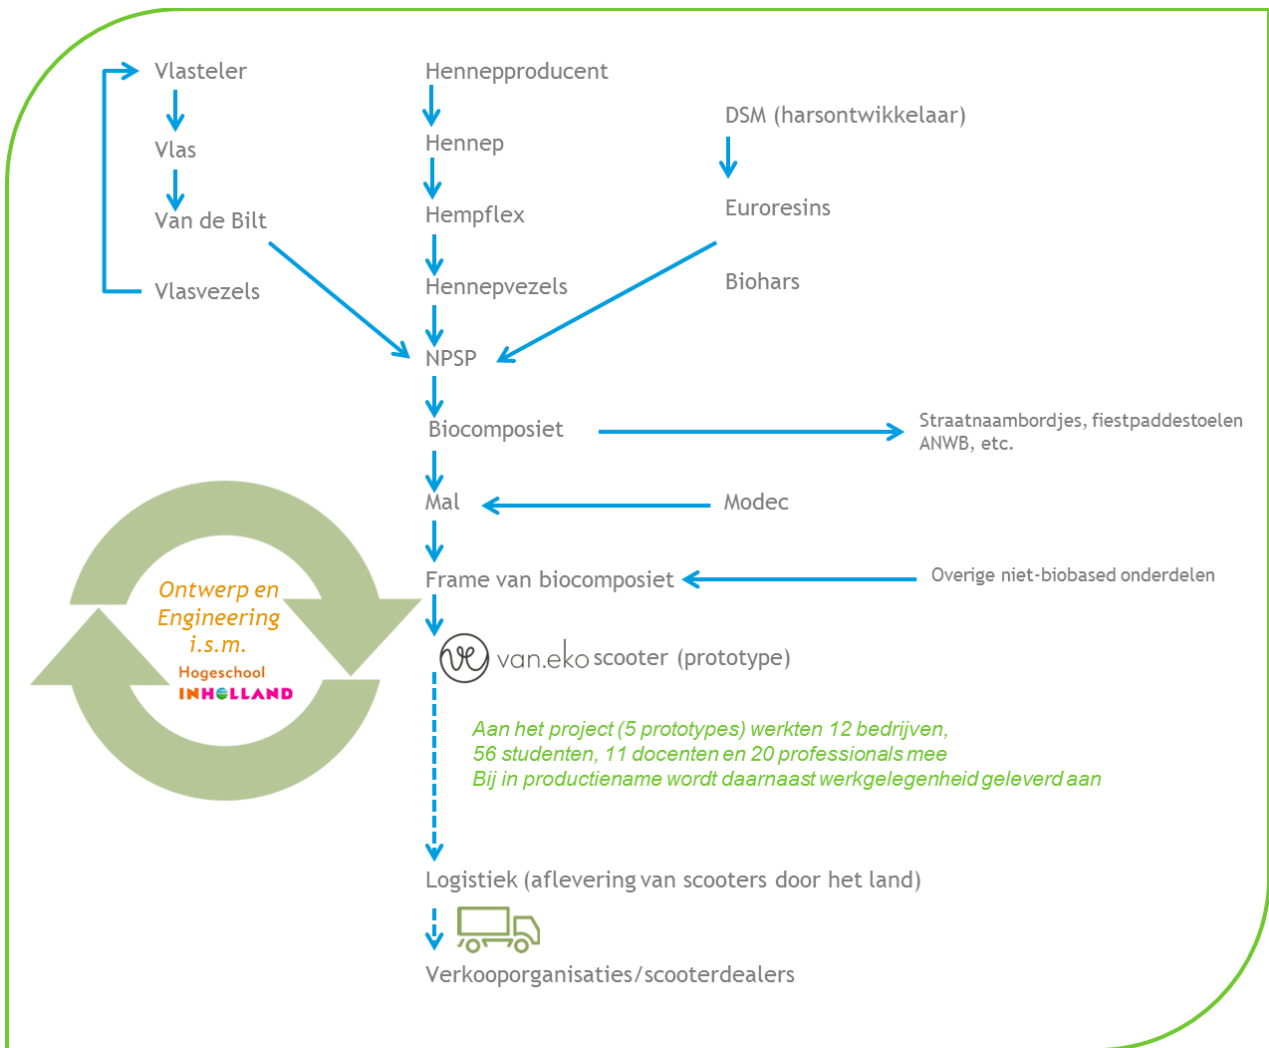 Vlasteler
Vlas
Van de Bilt
Vlasvezels
Hennepproducent
Hennep
Hempflex
Hennepvezels
DSM (harsontwikkelaar)
Euroresins
Biohars
NPSP
Biocomposiet
Straatnaambordjes, fiestpaddestoelen
ANWB, etc.
Mal
Modec
Frame van biocomposiet
Overige niet-biobased onderdelen
Ontwerp en
Engineering
i.s.m.
Hogeschool
INHOLLAND
ve van.eko scooter (prototype)
Aan het project (5 prototypes) werkten 12 bedrijven,
56 studenten, 11 docenten en 20 professionals mee
Bij in productiename wordt daarnaast werkgelegenheid geleverd aan
Logistiek (aflevering van scooters door het land)
Verkooporganisaties/scooterdealers